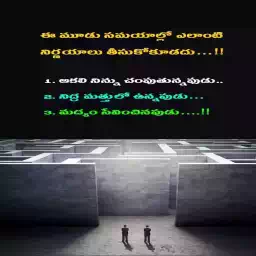 ఈ మూడు సమయాల్లో ఎలాంటి
నిర్ణయాలు తీసుకోకూడదు...!!
1. ఆకలి నిన్ను చంపుతున్నపుడు..
2. నిద్ర మత్తులో ఉన్నపుడు...
3. మద్యం సేవించినపుడు....!!